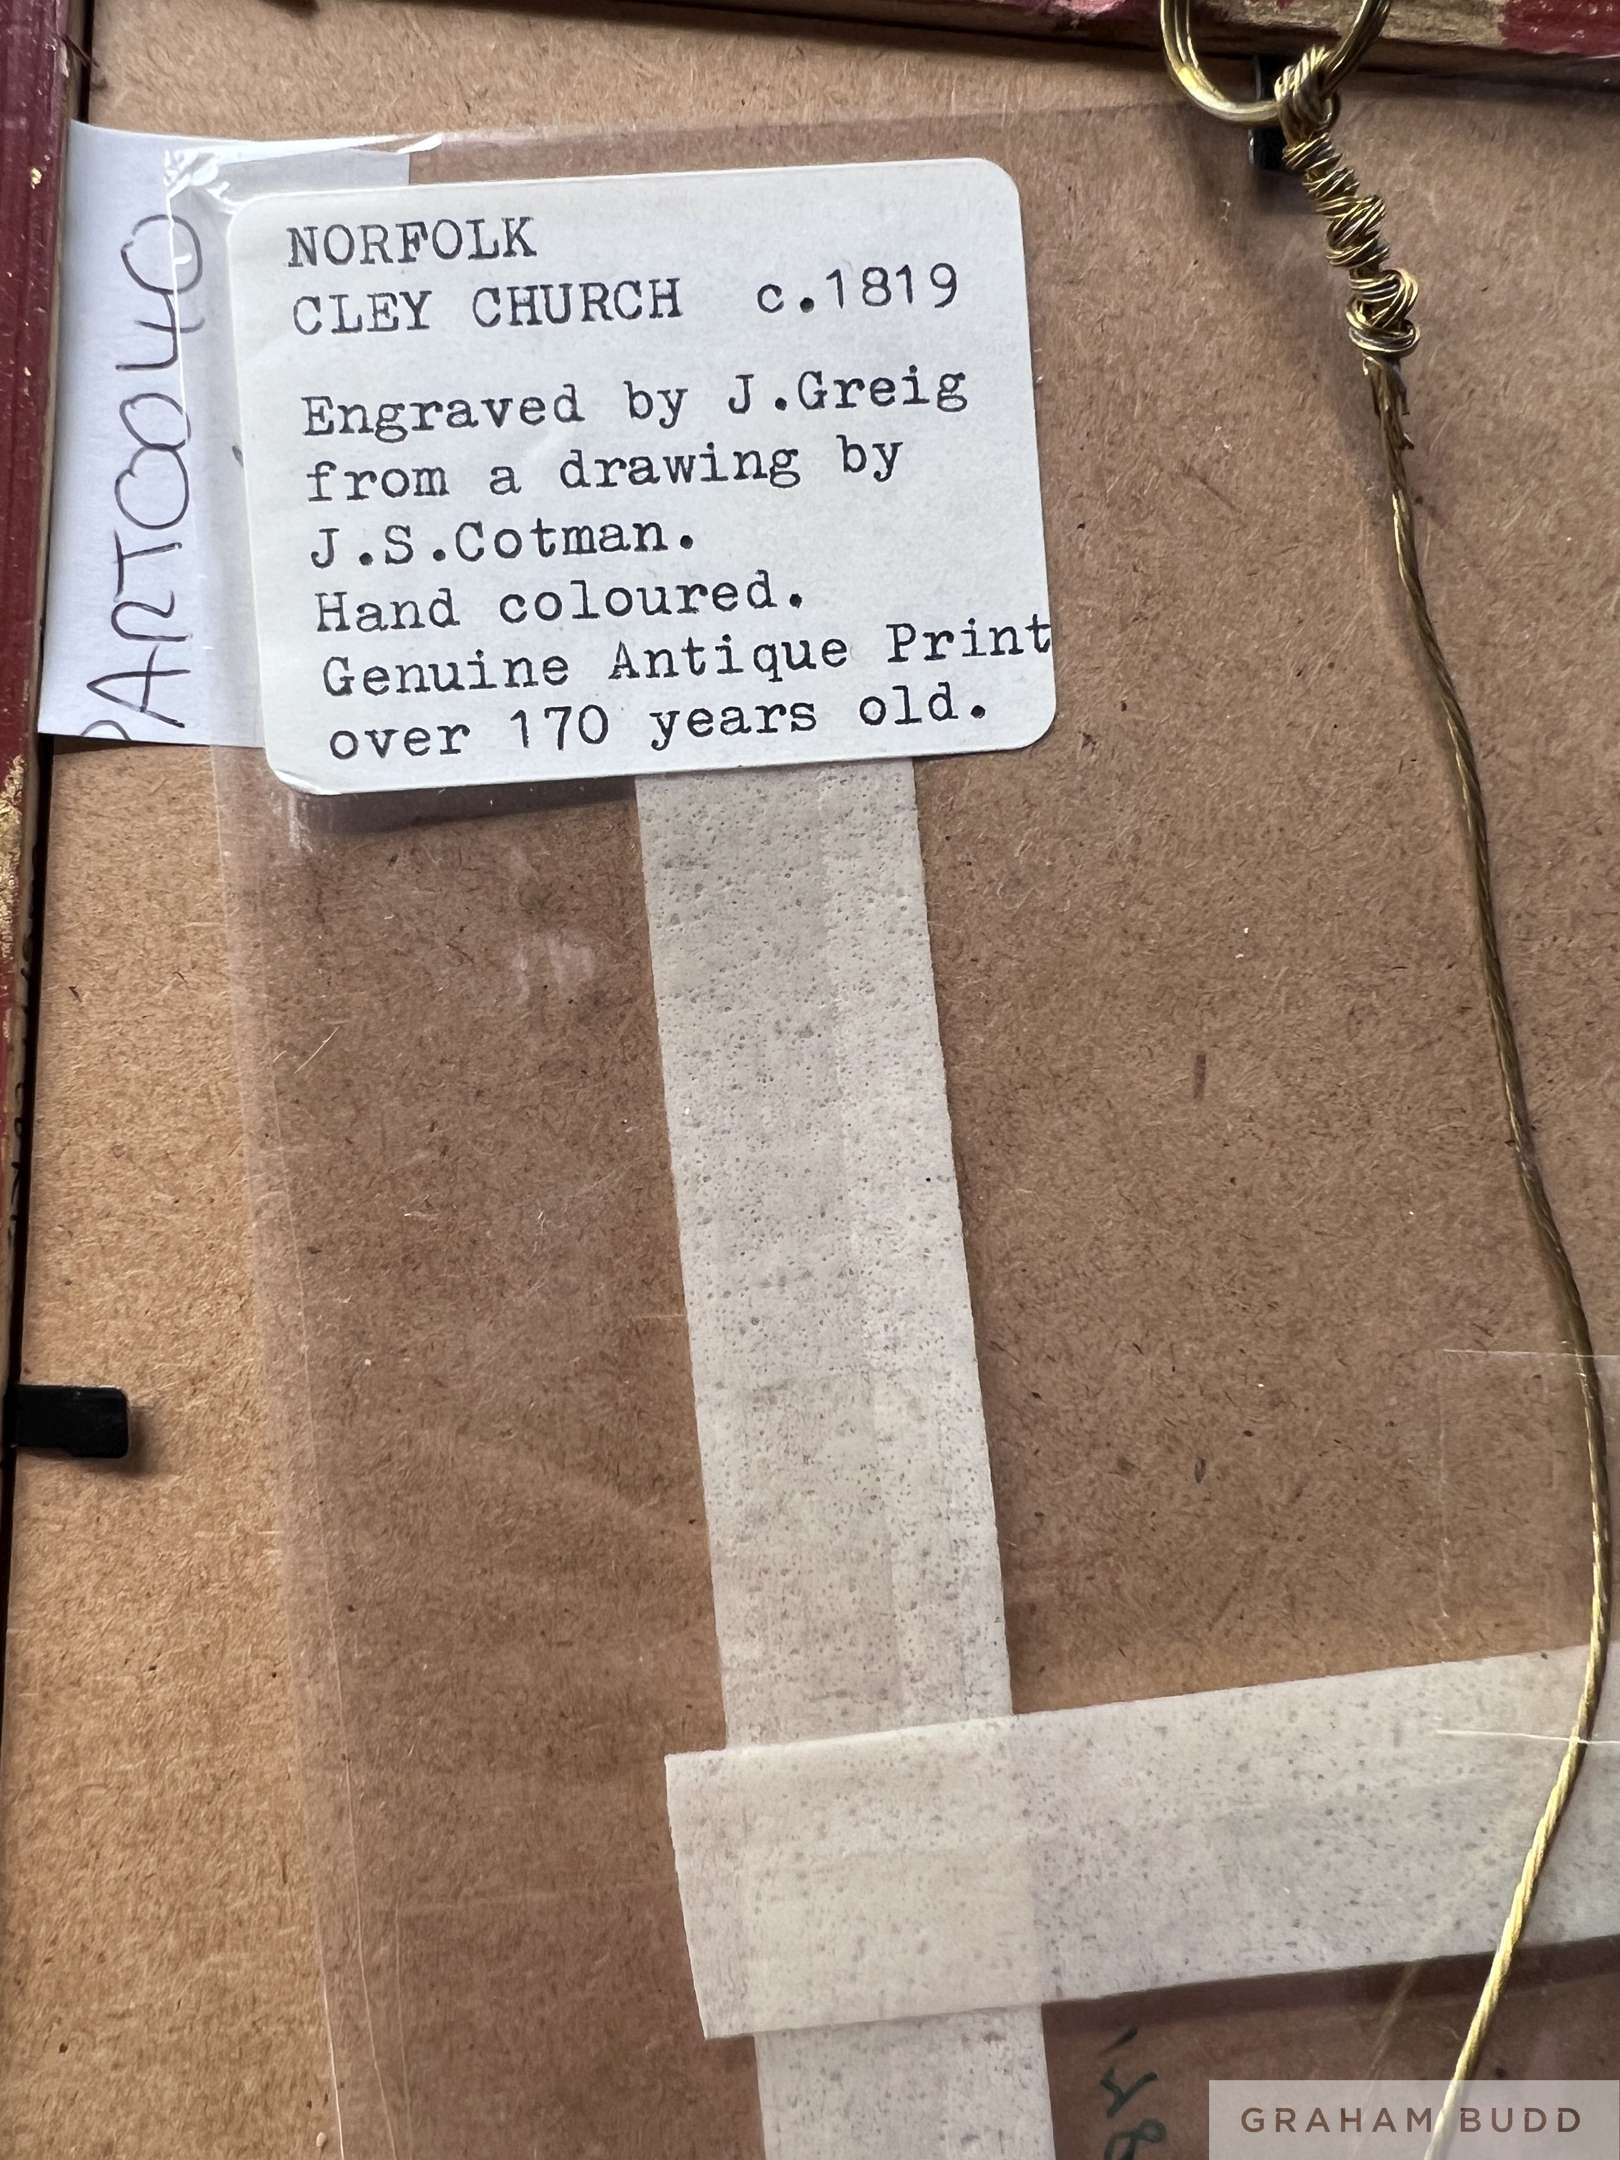 NORFOLK
CLEY CHURCH c.1819
Engraved by J.Greig
from a drawing by
J.S.Cotman.
Hand coloured.
Genuine Antique Print
over 170 years old.
PART0040
GRAHAM BUDD